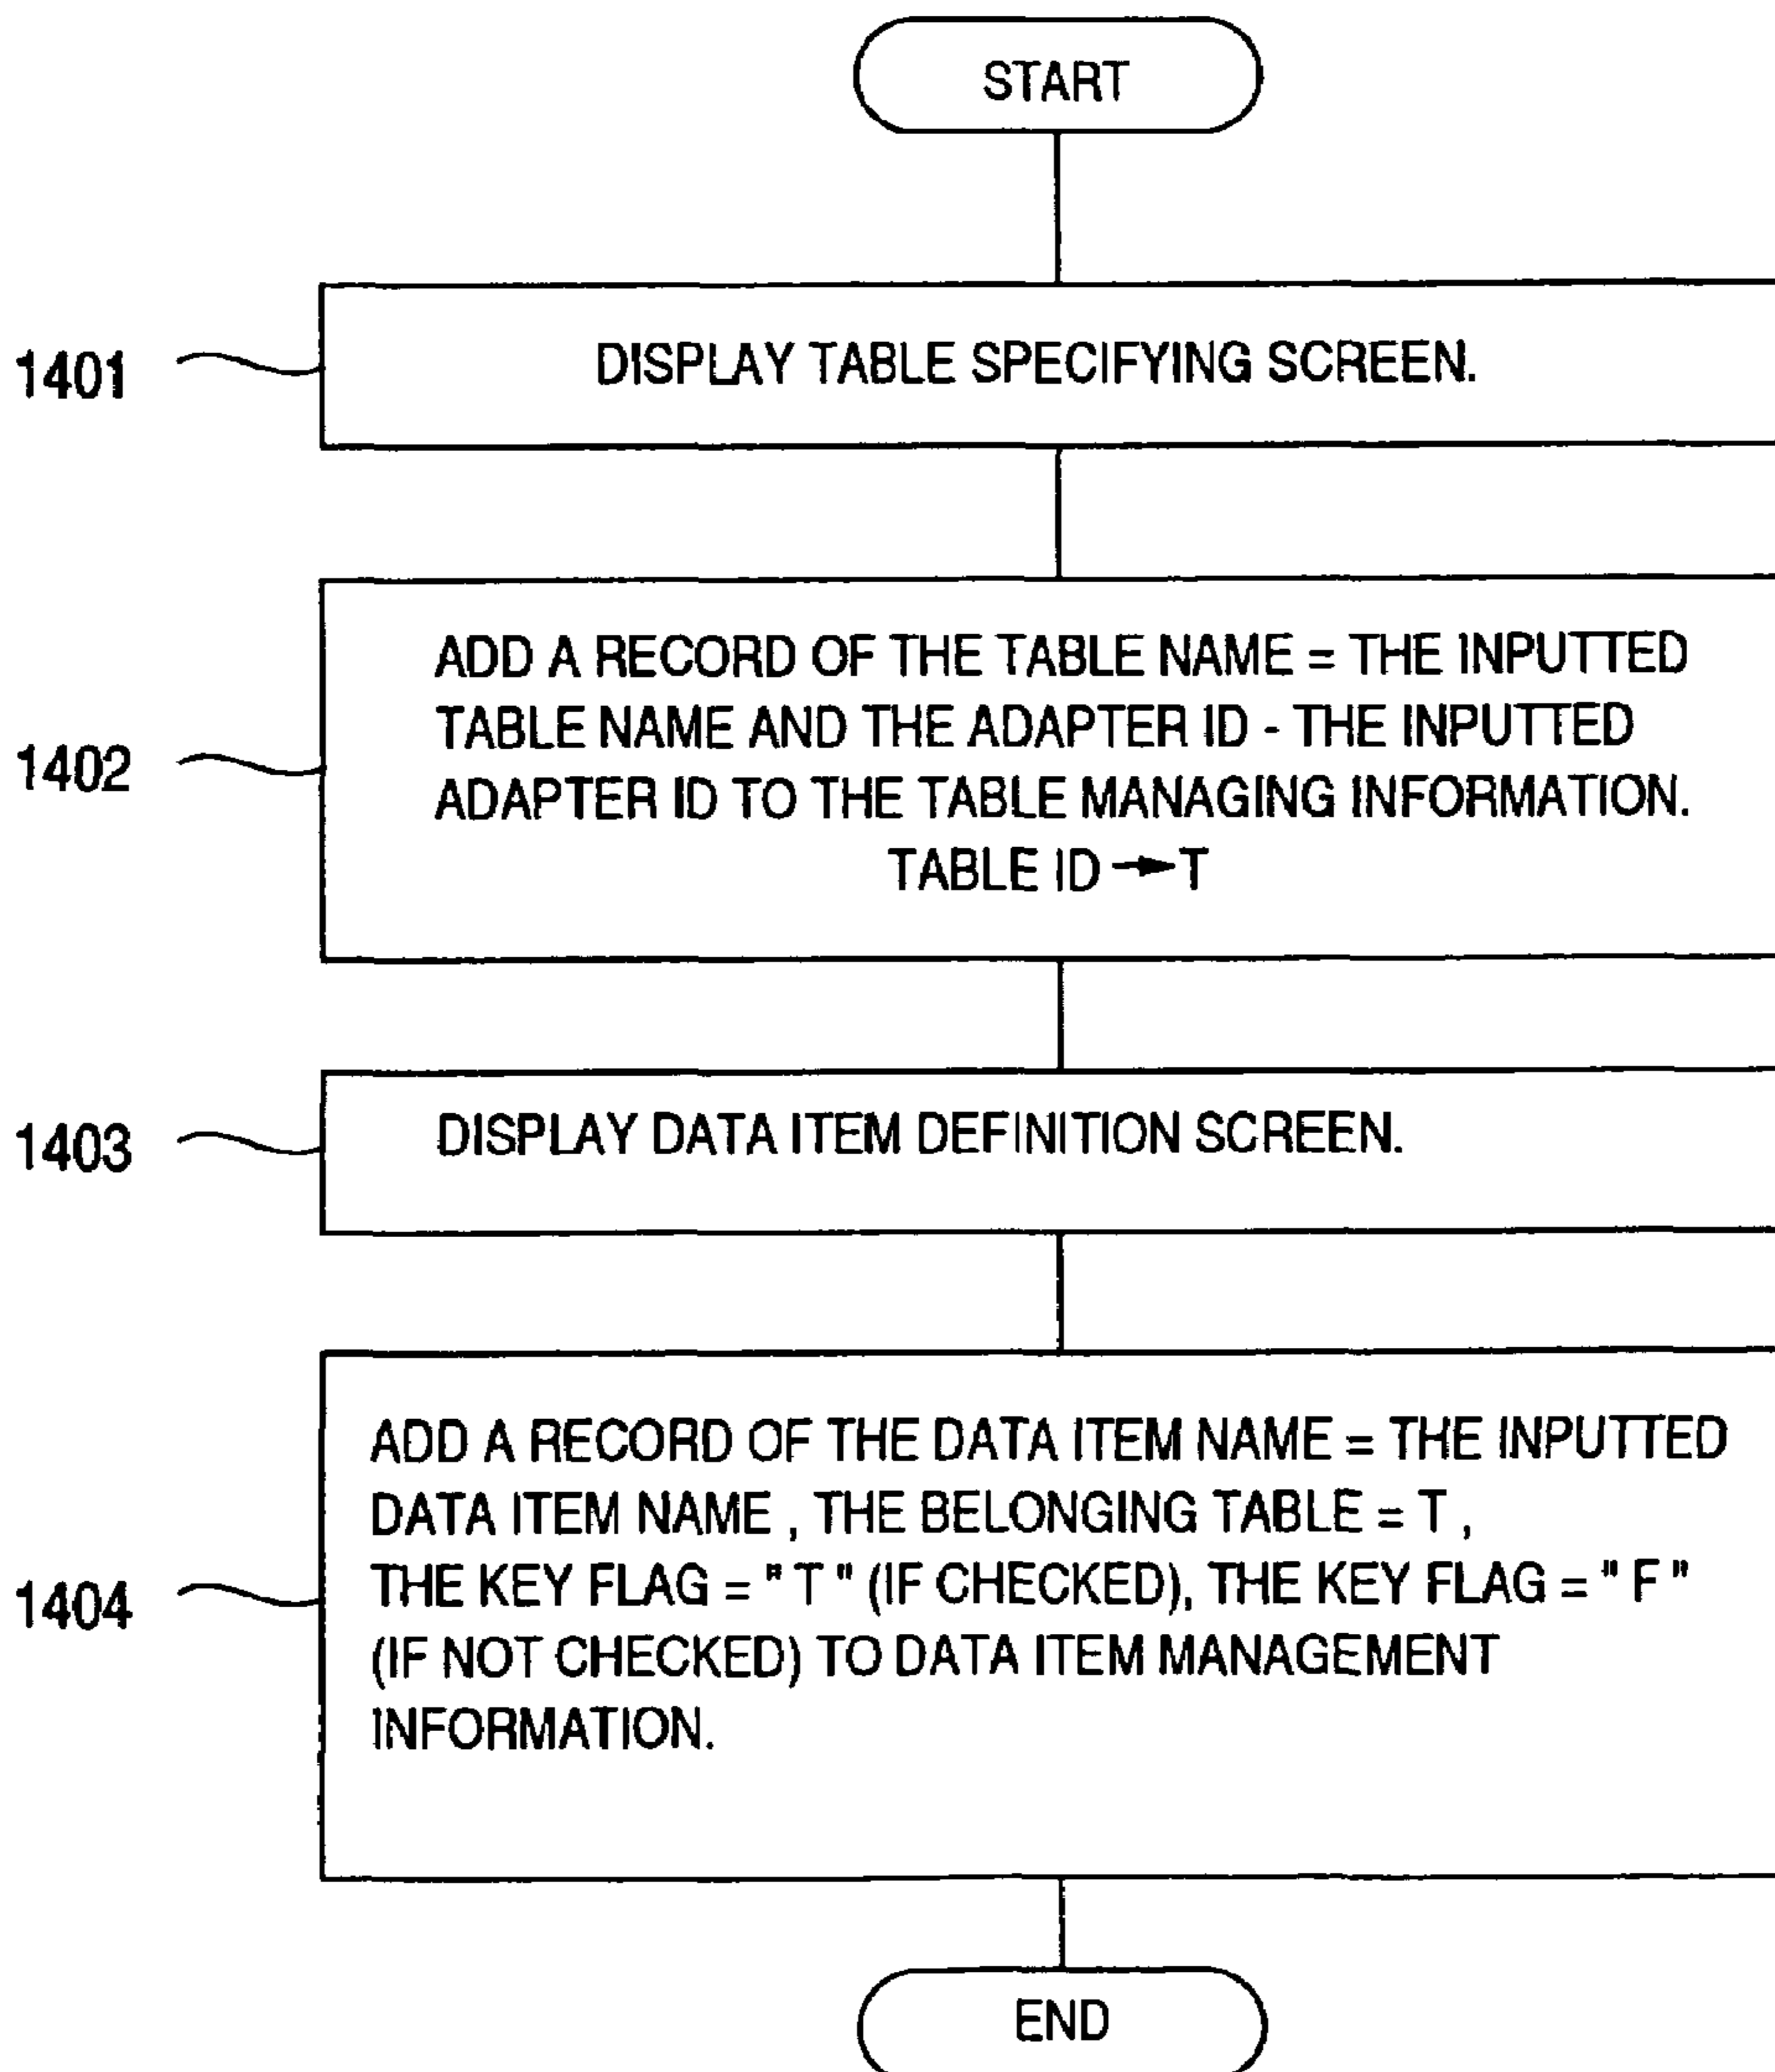 START
1401
DISPLAY TABLE SPECIFYING SCREEN.
1402
ADD A RECORD OF THE TABLE NAME = THE INPUTTED
TABLE NAME AND THE ADAPTER ID - THE INPUTTED
ADAPTER ID TO THE TABLE MANAGING INFORMATION.
TABLE ID → T
1403
DISPLAY DATA ITEM DEFINITION SCREEN.
1404
ADD A RECORD OF THE DATA ITEM NAME = THE INPUTTED
DATA ITEM NAME , THE BELONGING TABLE = T ,
THE KEY FLAG = " T " (IF CHECKED), THE KEY FLAG = " F "
(IF NOT CHECKED) TO DATA ITEM MANAGEMENT
INFORMATION.
END